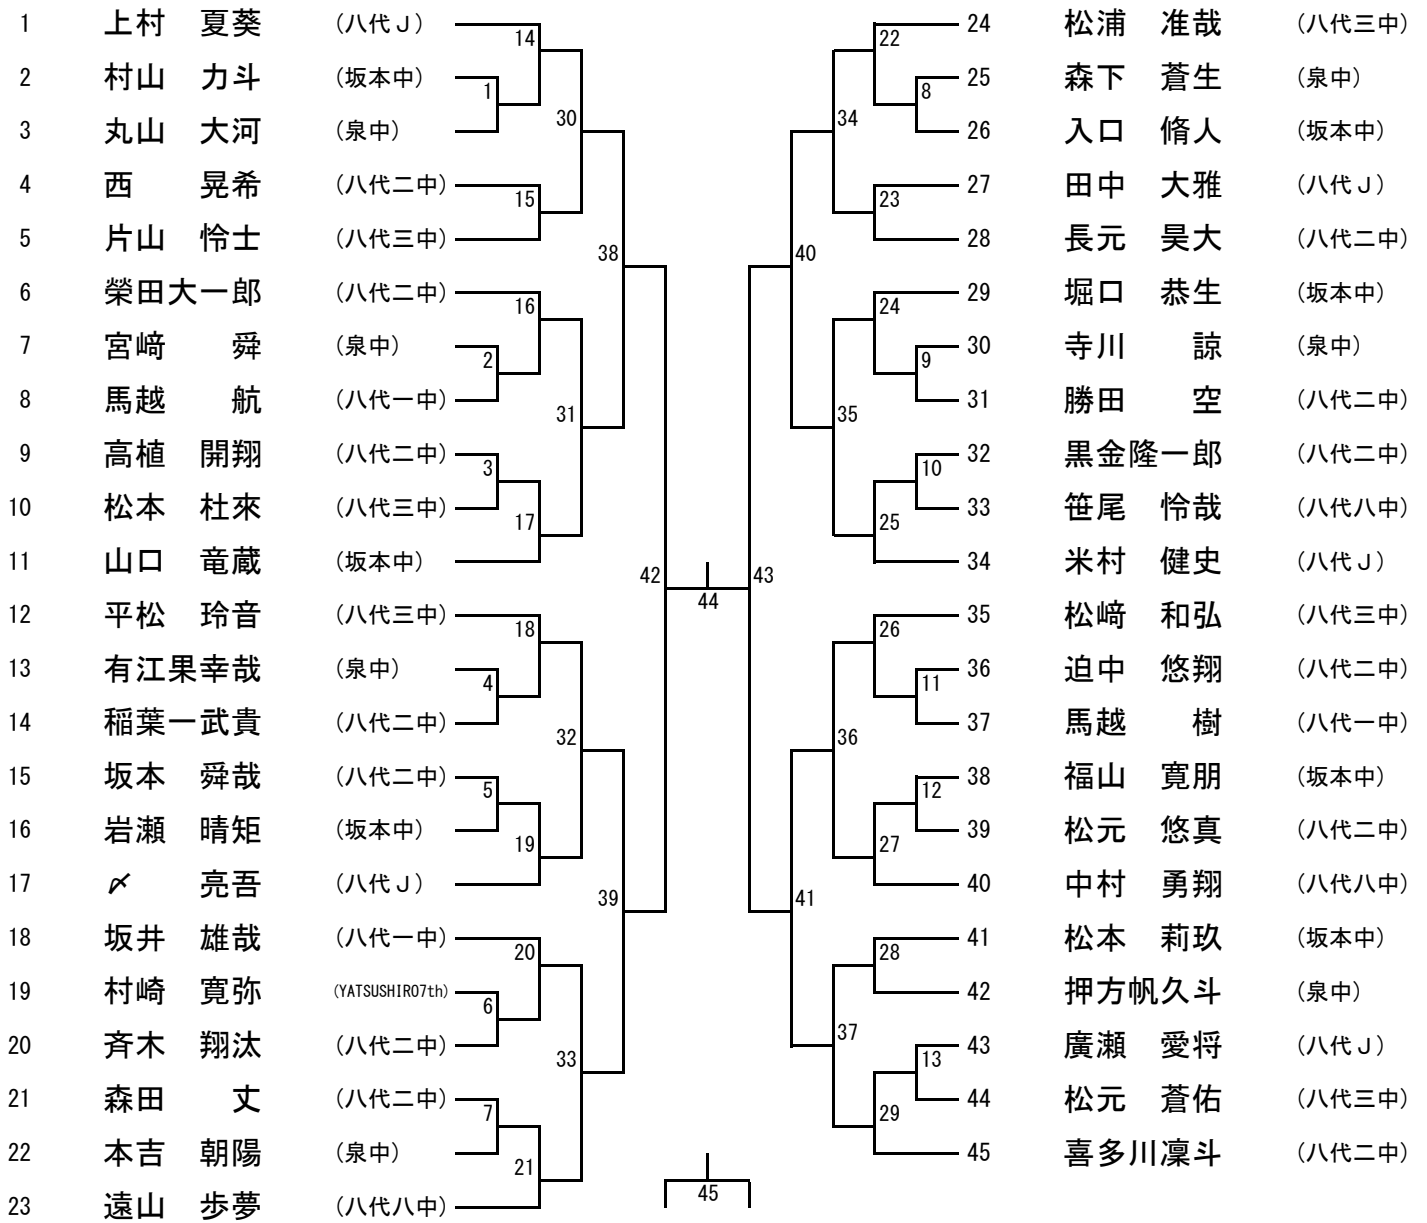 1 上村　夏葵 (八代Ｊ) 14 22 24 松浦　准哉 (八代三中)
2 村山　力斗 (坂本中) 1 8 25 森下　蒼生 (泉中)
3 丸山　大河 (泉中) 30 34 26 入口　脩人 (坂本中)
4 西　　晃希 (八代二中) 15 23 27 田中　大雅 (八代Ｊ)
5 片山　怜士 (八代三中) 38 40 28 長元　昊大 (八代二中)
6 榮田大一郎 (八代二中) 16 24 29 堀口　恭生 (坂本中)
7 宮﨑　　舜 (泉中) 2 9 30 寺川　　諒 (泉中)
8 馬越　　航 (八代一中) 31 35 31 勝田　　空 (八代二中)
9 高植　開翔 (八代二中) 3 10 32 黒金隆一郎 (八代二中)
10 松本　杜來 (八代三中) 17 25 33 笹尾　怜哉 (八代八中)
11 山口　竜蔵 (坂本中) 42 44 43 34 米村　健史 (八代Ｊ)
12 平松　玲音 (八代三中) 18 26 35 松﨑　和弘 (八代三中)
13 有江果幸哉 (泉中) 4 11 36 迫中　悠翔 (八代二中)
14 稲葉一武貴 (八代二中) 32 36 37 馬越　　樹 (八代一中)
15 坂本　舜哉 (八代二中) 5 12 38 福山　寛朋 (坂本中)
16 岩瀬　晴矩 (坂本中) 19 27 39 松元　悠真 (八代二中)
17 〆　　亮吾 (八代Ｊ) 39 41 40 中村　勇翔 (八代八中)
18 坂井　雄哉 (八代一中) 20 28 41 松本　莉玖 (坂本中)
19 村崎　寛弥 (YATSUSHIRO7th) 6 37 42 押方帆久斗 (泉中)
20 斉木　翔汰 (八代二中) 33 13 43 廣瀬　愛将 (八代Ｊ)
21 森田　　丈 (八代二中) 7 29 44 松元　蒼佑 (八代三中)
22 本吉　朝陽 (泉中) 21 45 45 喜多川凜斗 (八代二中)
23 遠山　歩夢 (八代八中)